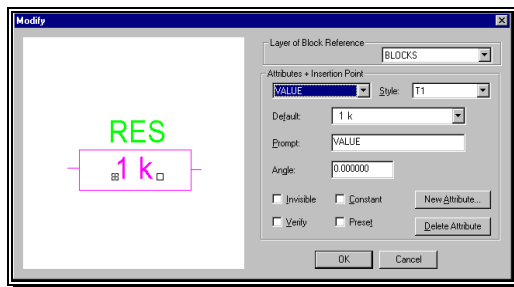 Modify
Layer of Block Reference
BLOCKS
Attributes + Insertion Point
VALUE
Style:
T1
Default:
1 k
Prompt:
VALUE
Angle:
0.000000
Invisible
Constant
New Attribute...
Verify
Preset
Delete Attribute
OK
Cancel
RES
1 k